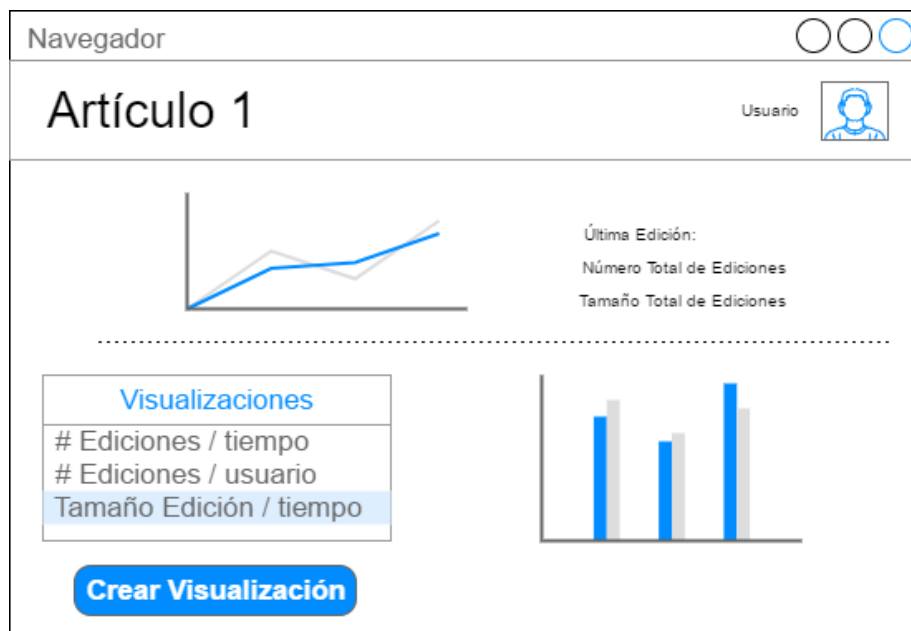 Navegador
Artículo 1
Usuario
Última Edición:
Número Total de Ediciones
Tamaño Total de Ediciones
Visualizaciones
# Ediciones / tiempo
# Ediciones / usuario
Tamaño Edición / tiempo
Crear Visualización